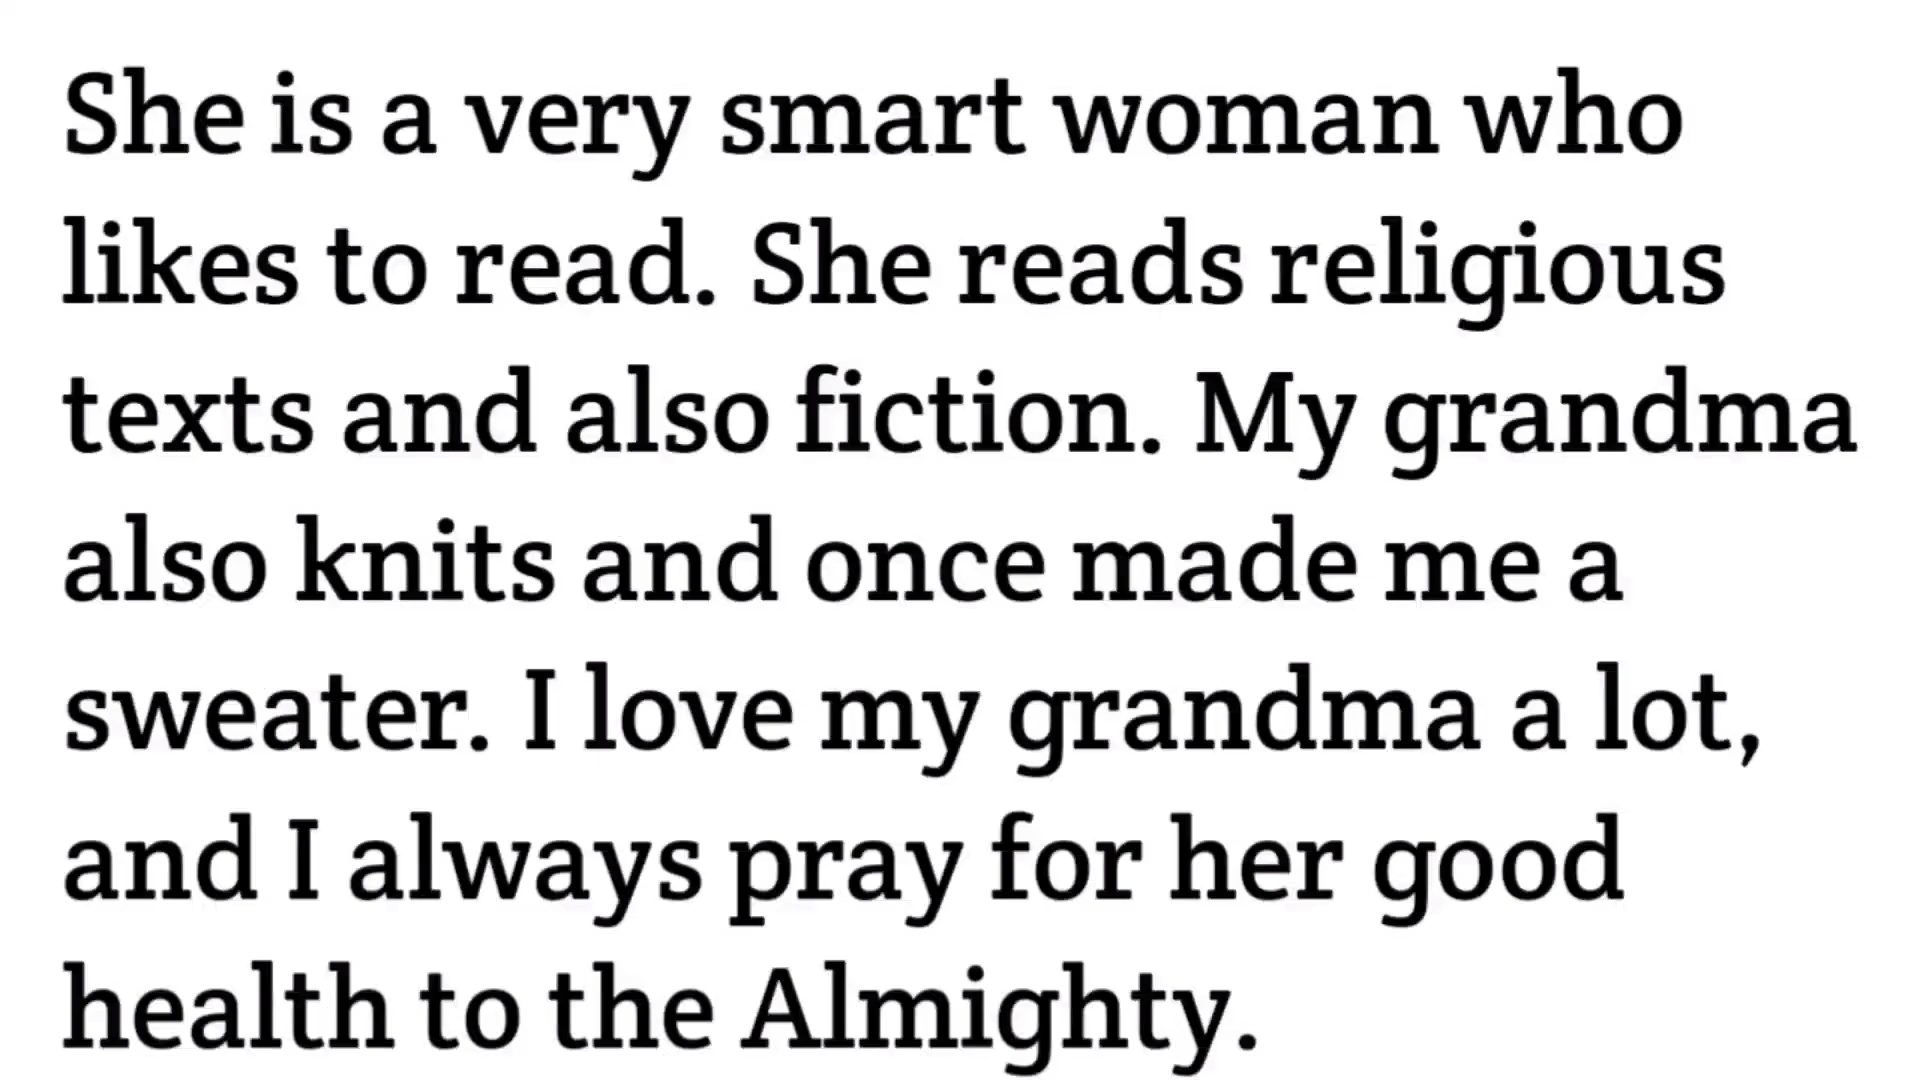 She is a very smart woman who
likes to read. She reads religious
texts and also fiction. My grandma
also knits and once made me a
sweater. I love my grandma a lot,
and I always pray for her good
health to the Almighty.